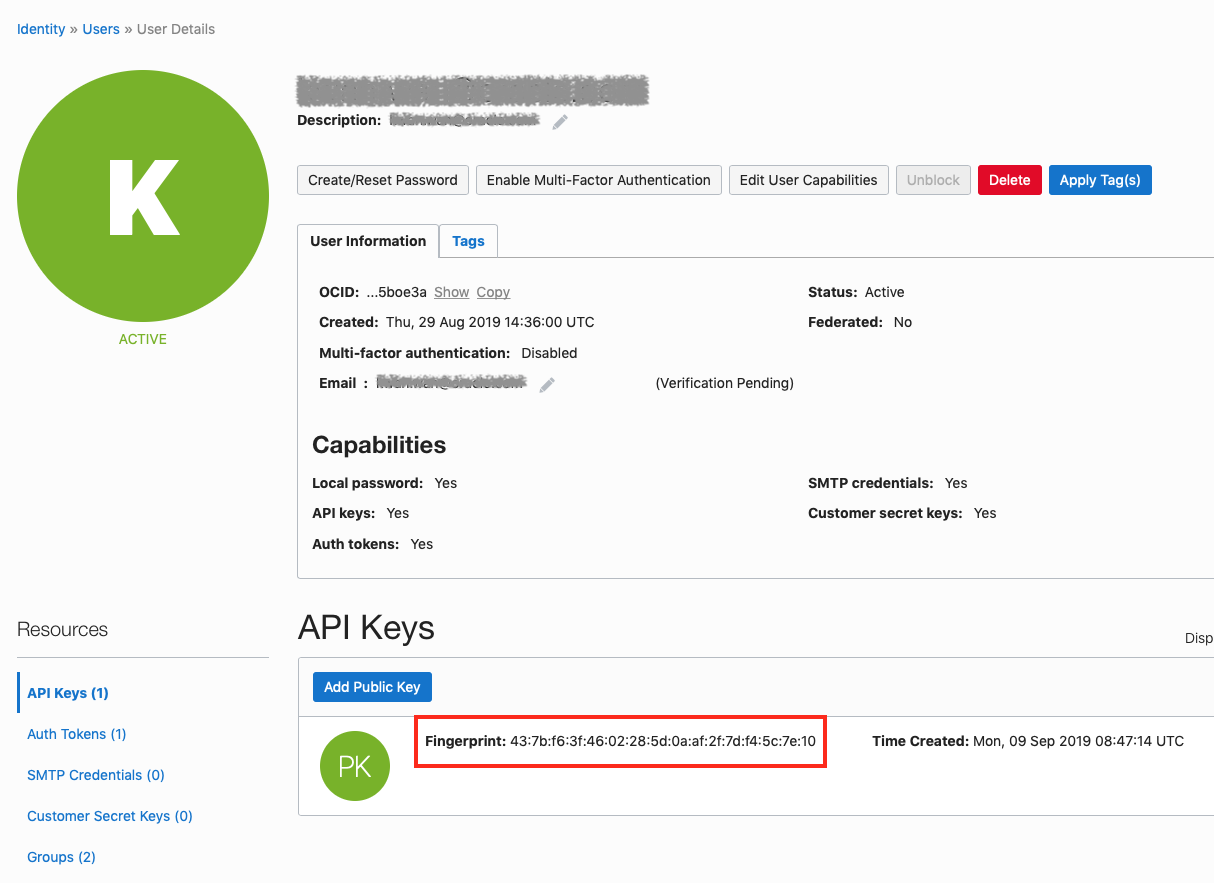 Identity » Users » User Details
K
ACTIVE
Description:
Create/Reset Password Enable Multi-Factor Authentication Edit User Capabilities Unblock Delete Apply Tag(s)
User Information Tags
OCID: ...5boe3a Show Copy Status: Active
Created: Thu, 29 Aug 2019 14:36:00 UTC Federated: No
Multi-factor authentication: Disabled
Email : (Verification Pending)
Capabilities
Local password: Yes SMTP credentials: Yes
API keys: Yes Customer secret keys: Yes
Auth tokens: Yes
Resources
API Keys (1)
Auth Tokens (1)
SMTP Credentials (0)
Customer Secret Keys (0)
Groups (2)
API Keys
Disp
Add Public Key
PK
Fingerprint: 43:7b:f6:3f:46:02:28:5d:0a:af:2f:7d:f4:5c:7e:10 Time Created: Mon, 09 Sep 2019 08:47:14 UTC